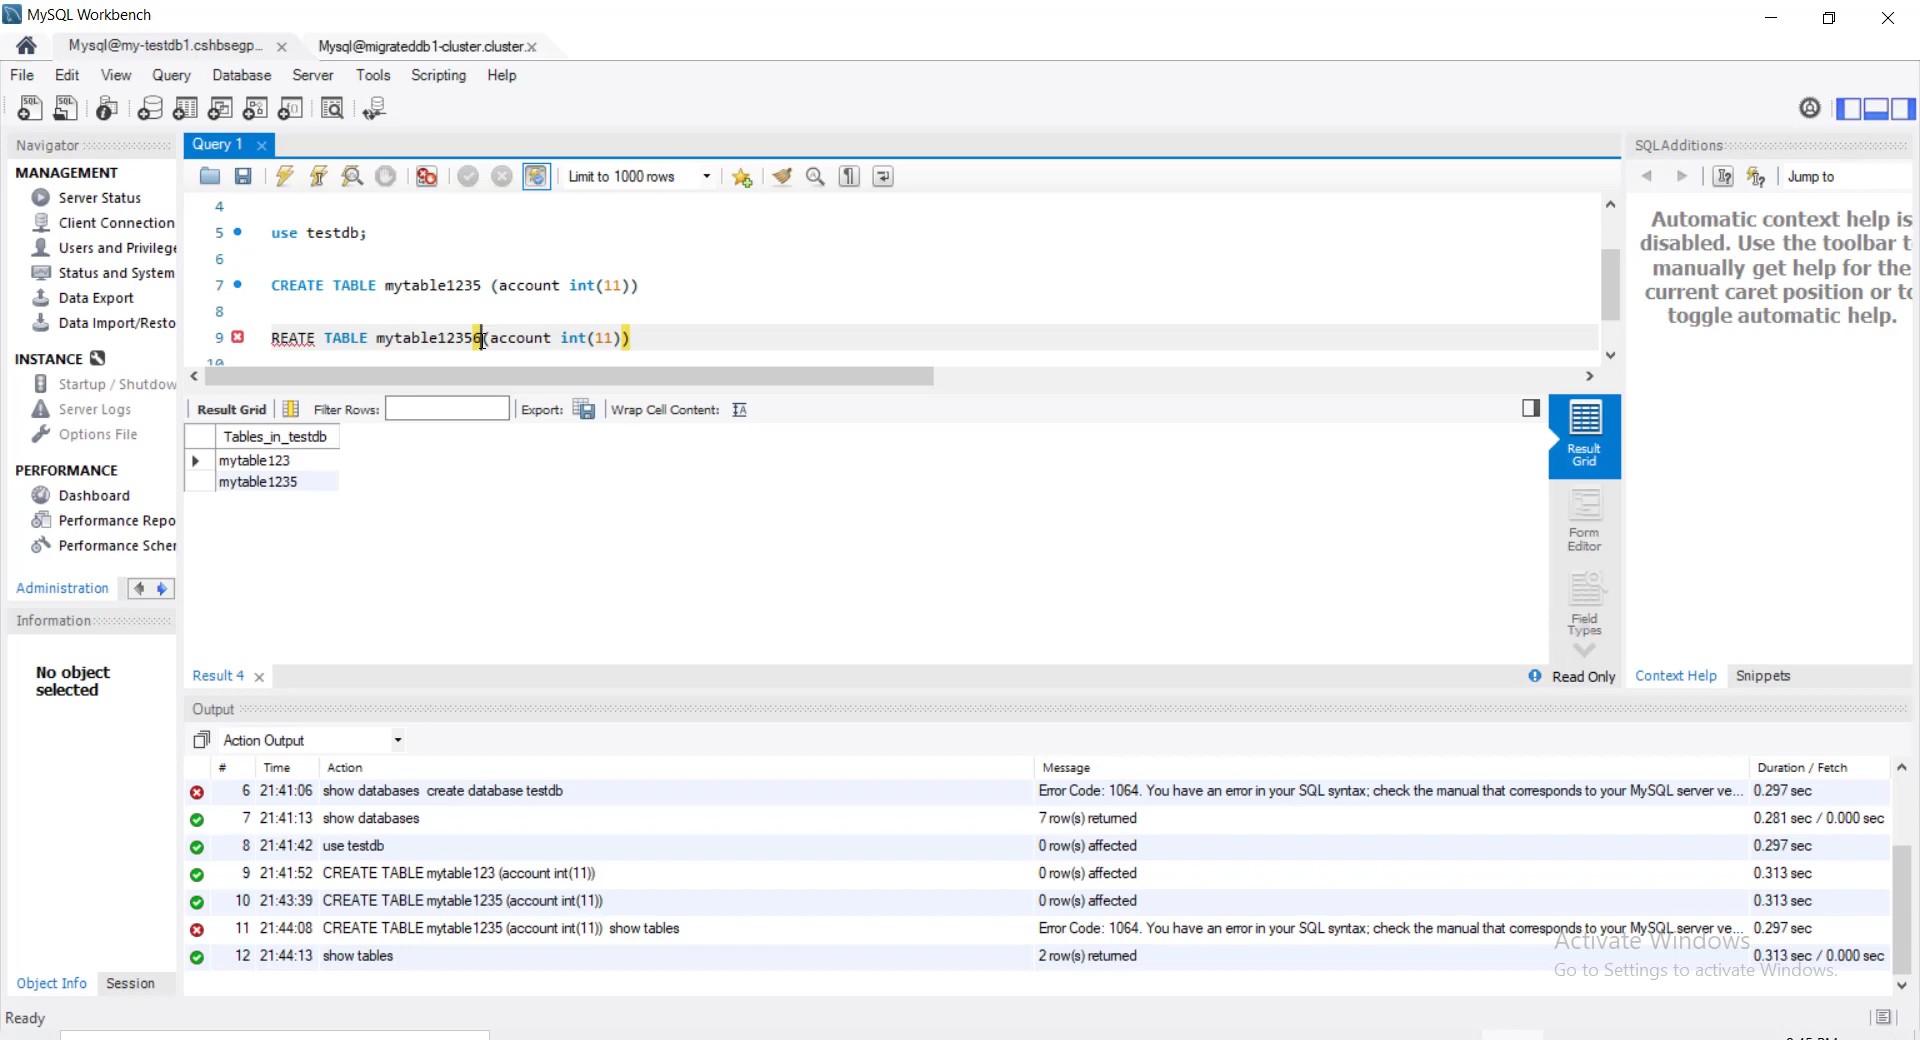 MySQL Workbench
Mysql@my-testdb1.cshbsegp... Mysql@migrateddb1-cluster.cluster.
File Edit View Query Database Server Tools Scripting Help
Navigator
MANAGEMENT
Server Status
Client Connection
Users and Privilege
Status and System
Data Export
Data Import/Resto
INSTANCE
Startup / Shutdow
Server Logs
Options File
PERFORMANCE
Dashboard
Performance Repo
Performance Scher
Administration
Information
No object
selected
Object Info Session
Ready
Query 1
Limit to 1000 rows
4
5 use testdb;
6
7 CREATE TABLE mytable1235 (account int(11))
8
9 REATE TABLE mytable12356(account int(11))
10
Result Grid Filter Rows: Export: Wrap Cell Content:
Tables_in_testdb
mytable123
mytable1235
Result
Grid
Form
Editor
Field
Types
Result 4 Read Only
SQLAdditions
Jump to
Automatic context help is
disabled. Use the toolbar t
manually get help for the
current caret position or to
toggle automatic help.
Context Help Snippets
Output
Action Output
# Time Action Message Duration / Fetch
6 21:41:06 show databases create database testdb Error Code: 1064. You have an error in your SQL syntax; check the manual that corresponds to your MySQL server ve... 0.297 sec
7 21:41:13 show databases 7 row(s) returned 0.281 sec / 0.000 sec
8 21:41:42 use testdb 0 row(s) affected 0.297 sec
9 21:41:52 CREATE TABLE mytable123 (account int(11)) 0 row(s) affected 0.313 sec
10 21:43:39 CREATE TABLE mytable1235 (account int(11)) 0 row(s) affected 0.313 sec
11 21:44:08 CREATE TABLE mytable1235 (account int(11)) show tables Error Code: 1064. You have an error in your SQL syntax; check the manual that corresponds to your MySQL server ve... 0.297 sec
12 21:44:13 show tables 2 row(s) returned 0.313 sec / 0.000 sec
Activate Windows
Go to Settings to activate Windows.